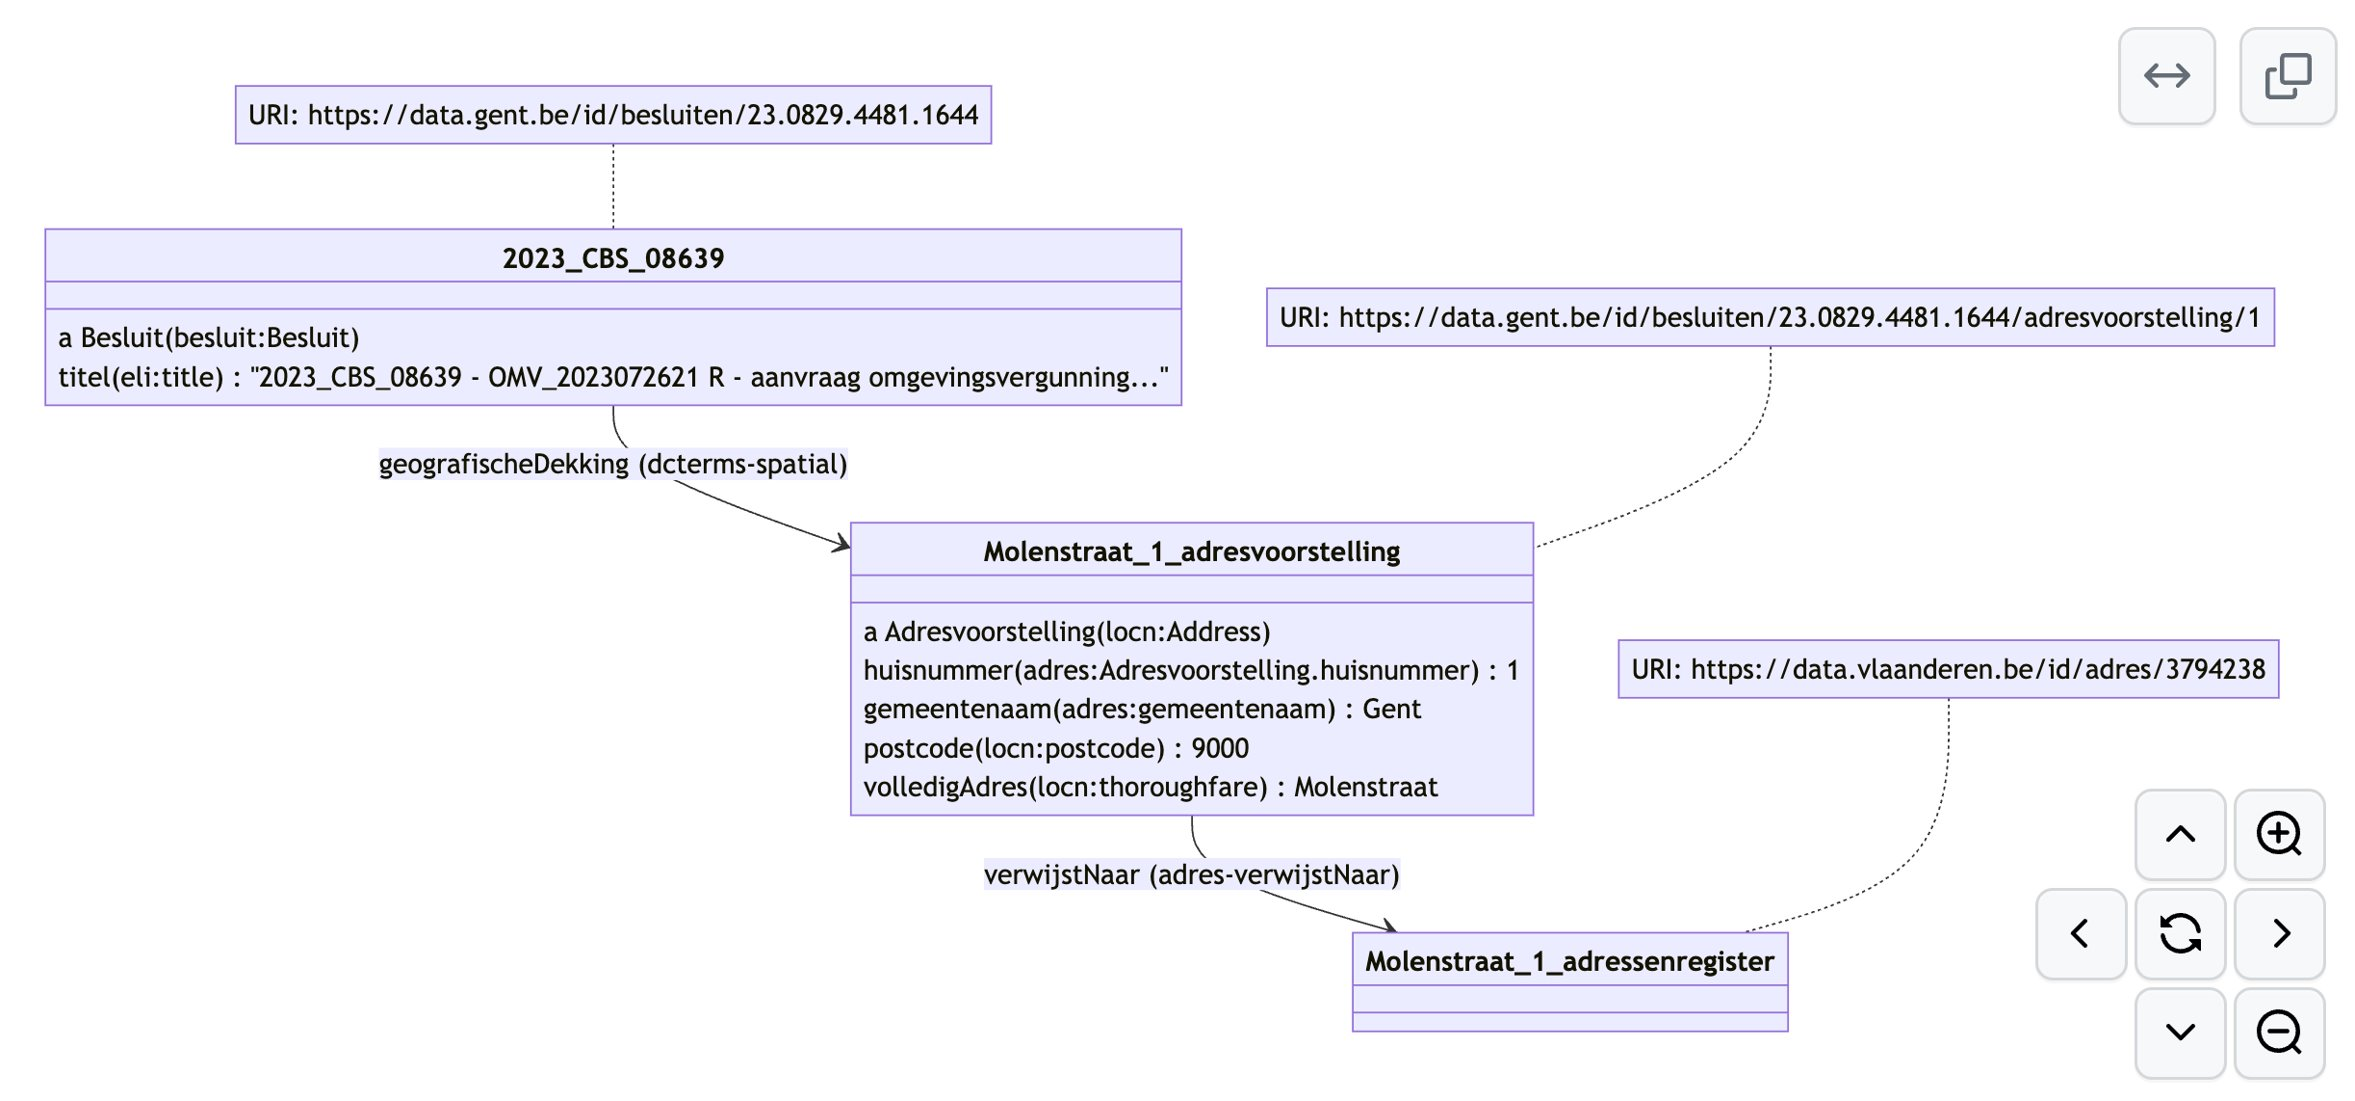 URI: https://data.gent.be/id/besluiten/23.0829.4481.1644
2023_CBS_08639
a Besluit(besluit:Besluit)
titel(eli:title) : "2023_CBS_08639 - OMV_2023072621 R - aanvraag omgevingsvergunning..."
URI: https://data.gent.be/id/besluiten/23.0829.4481.1644/adresvoorstelling/1
geografischeDekking (dcterms-spatial)
Molenstraat_1_adresvoorstelling
a Adresvoorstelling(locn:Address)
huisnummer(adres:Adresvoorstelling.huisnummer) : 1
gemeentenaam(adres:gemeentenaam) : Gent
postcode(locn:postcode) : 9000
volledigAdres(locn:thoroughfare) : Molenstraat
URI: https://data.vlaanderen.be/id/adres/3794238
verwijstNaar (adres-verwijstNaar)
Molenstraat_1_adressenregister